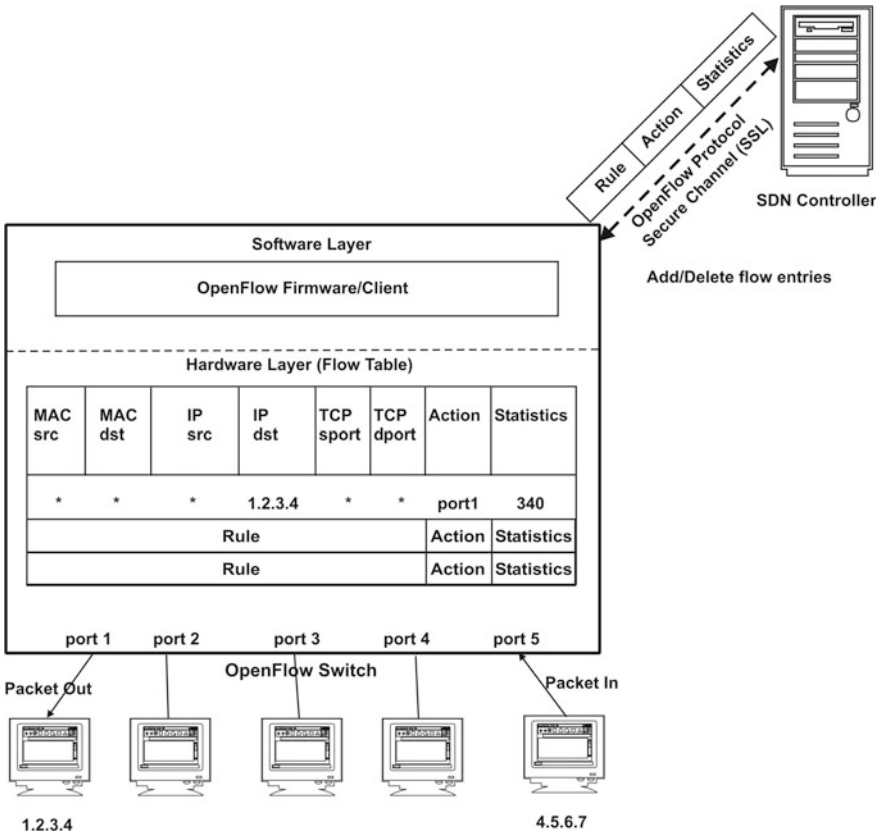 Statistics
Action
Rule
OpenFlow Protocol
Secure Channel (SSL)
SDN Controller
Add/Delete flow entries
Software Layer
OpenFlow Firmware/Client
Hardware Layer (Flow Table)
MAC src MAC dst IP src IP dst TCP sport TCP dport Action Statistics
* * * 1.2.3.4 * * port1 340
Rule Action Statistics
Rule Action Statistics
port 1 port 2 port 3 port 4 port 5
OpenFlow Switch
Packet Out
Packet In
1.2.3.4
4.5.6.7